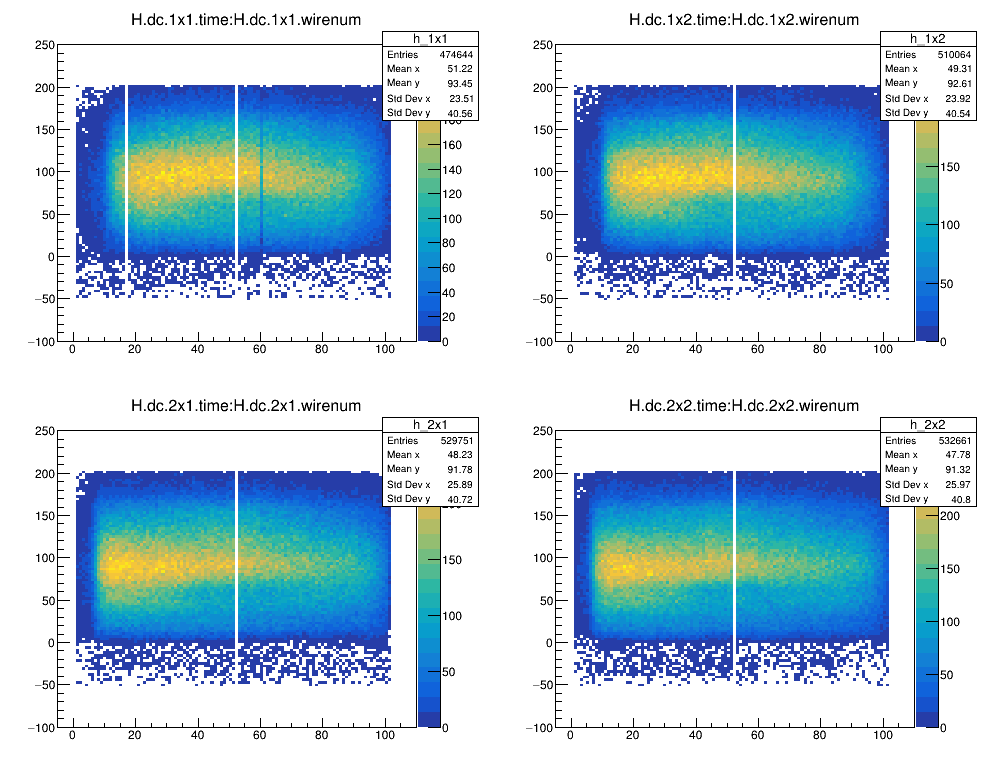 H.dc.1x1.time:H.dc.1x1.wirenum
h_1x1
Entries 474644
Mean x 51.22
Mean y 93.45
Std Dev x 23.51
Std Dev y 40.56
250
200
150
100
50
0
−50
−100
0 20 40 60 80 100
160
140
120
100
80
60
40
20
0
H.dc.1x2.time:H.dc.1x2.wirenum
h_1x2
Entries 510064
Mean x 49.31
Mean y 92.61
Std Dev x 23.92
Std Dev y 40.54
250
200
150
100
50
0
−50
−100
0 20 40 60 80 100
150
100
50
0
H.dc.2x1.time:H.dc.2x1.wirenum
h_2x1
Entries 529751
Mean x 48.23
Mean y 91.78
Std Dev x 25.89
Std Dev y 40.72
250
200
150
100
50
0
−50
−100
0 20 40 60 80 100
150
100
50
0
H.dc.2x2.time:H.dc.2x2.wirenum
h_2x2
Entries 532661
Mean x 47.78
Mean y 91.32
Std Dev x 25.97
Std Dev y 40.8
250
200
150
100
50
0
−50
−100
0 20 40 60 80 100
200
150
100
50
0